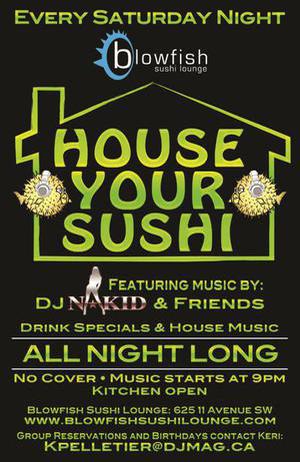 Every Saturday Night
blowfish
sushi lounge
HOUSE
YOUR
SUSHI
Featuring music by:
DJ NAKID & Friends
Drink Specials & House Music
ALL NIGHT LONG
No Cover • Music starts at 9pm
Kitchen open
Blowfish Sushi Lounge: 625 11 Avenue SW
www.blowfishsushilounge.com
Group Reservations and Birthdays contact Keri:
Kpelletier@djmag.ca